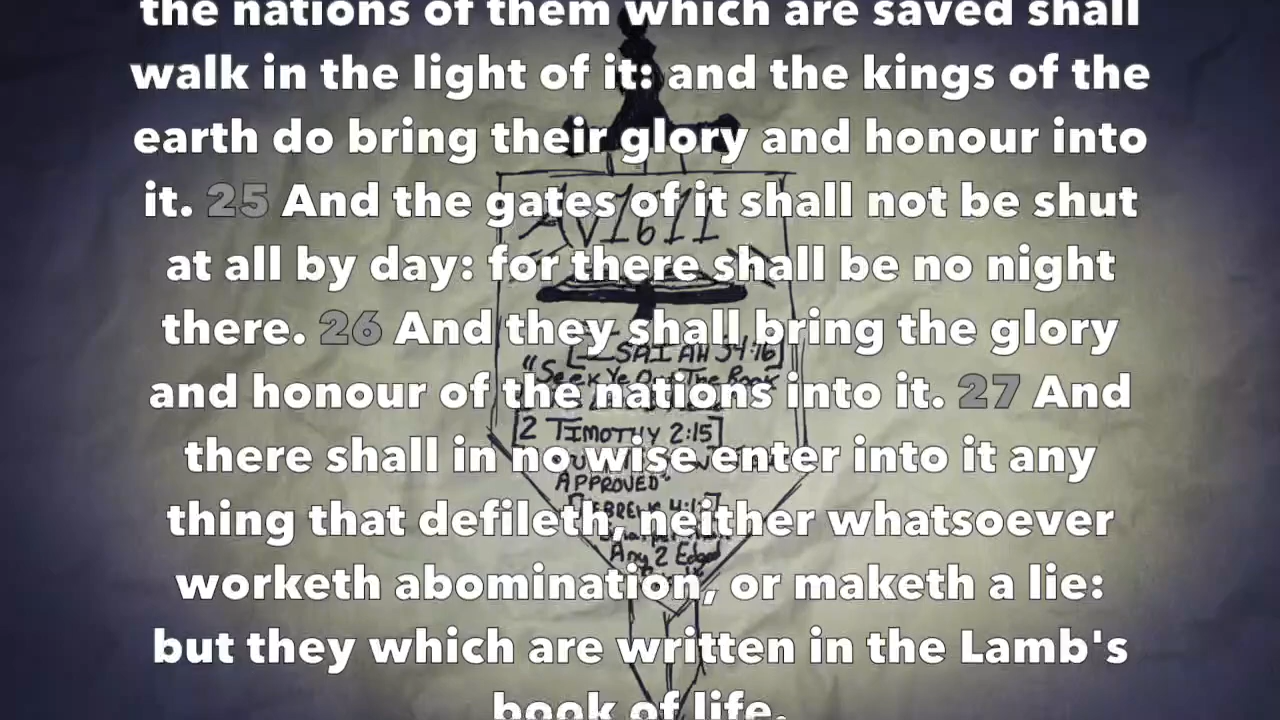 the nations of them which are saved shall
walk in the light of it: and the kings of the
earth do bring their glory and honour into
it. 25 And the gates of it shall not be shut
at all by day: for there shall be no night
there. 26 And they shall bring the glory
and honour of the nations into it. 27 And
there shall in no wise enter into it any
thing that defileth, neither whatsoever
worketh abomination, or maketh a lie:
but they which are written in the Lamb's
book of life.
AV1611
[ISAIAH 34:16]
"Seek Ye Out The Book
[2 TIMOTHY 2:15]
APPROVED"
Any 2 Edged